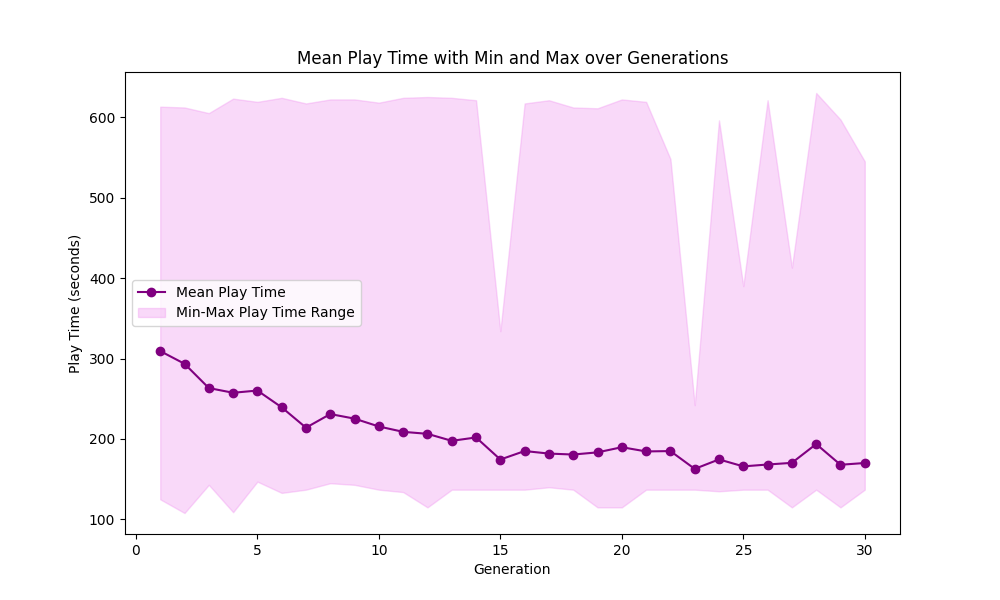 Mean Play Time with Min and Max over Generations
Play Time (seconds)
600
500
400
300
200
100
Mean Play Time
Min-Max Play Time Range
0 5 10 15 20 25 30
Generation